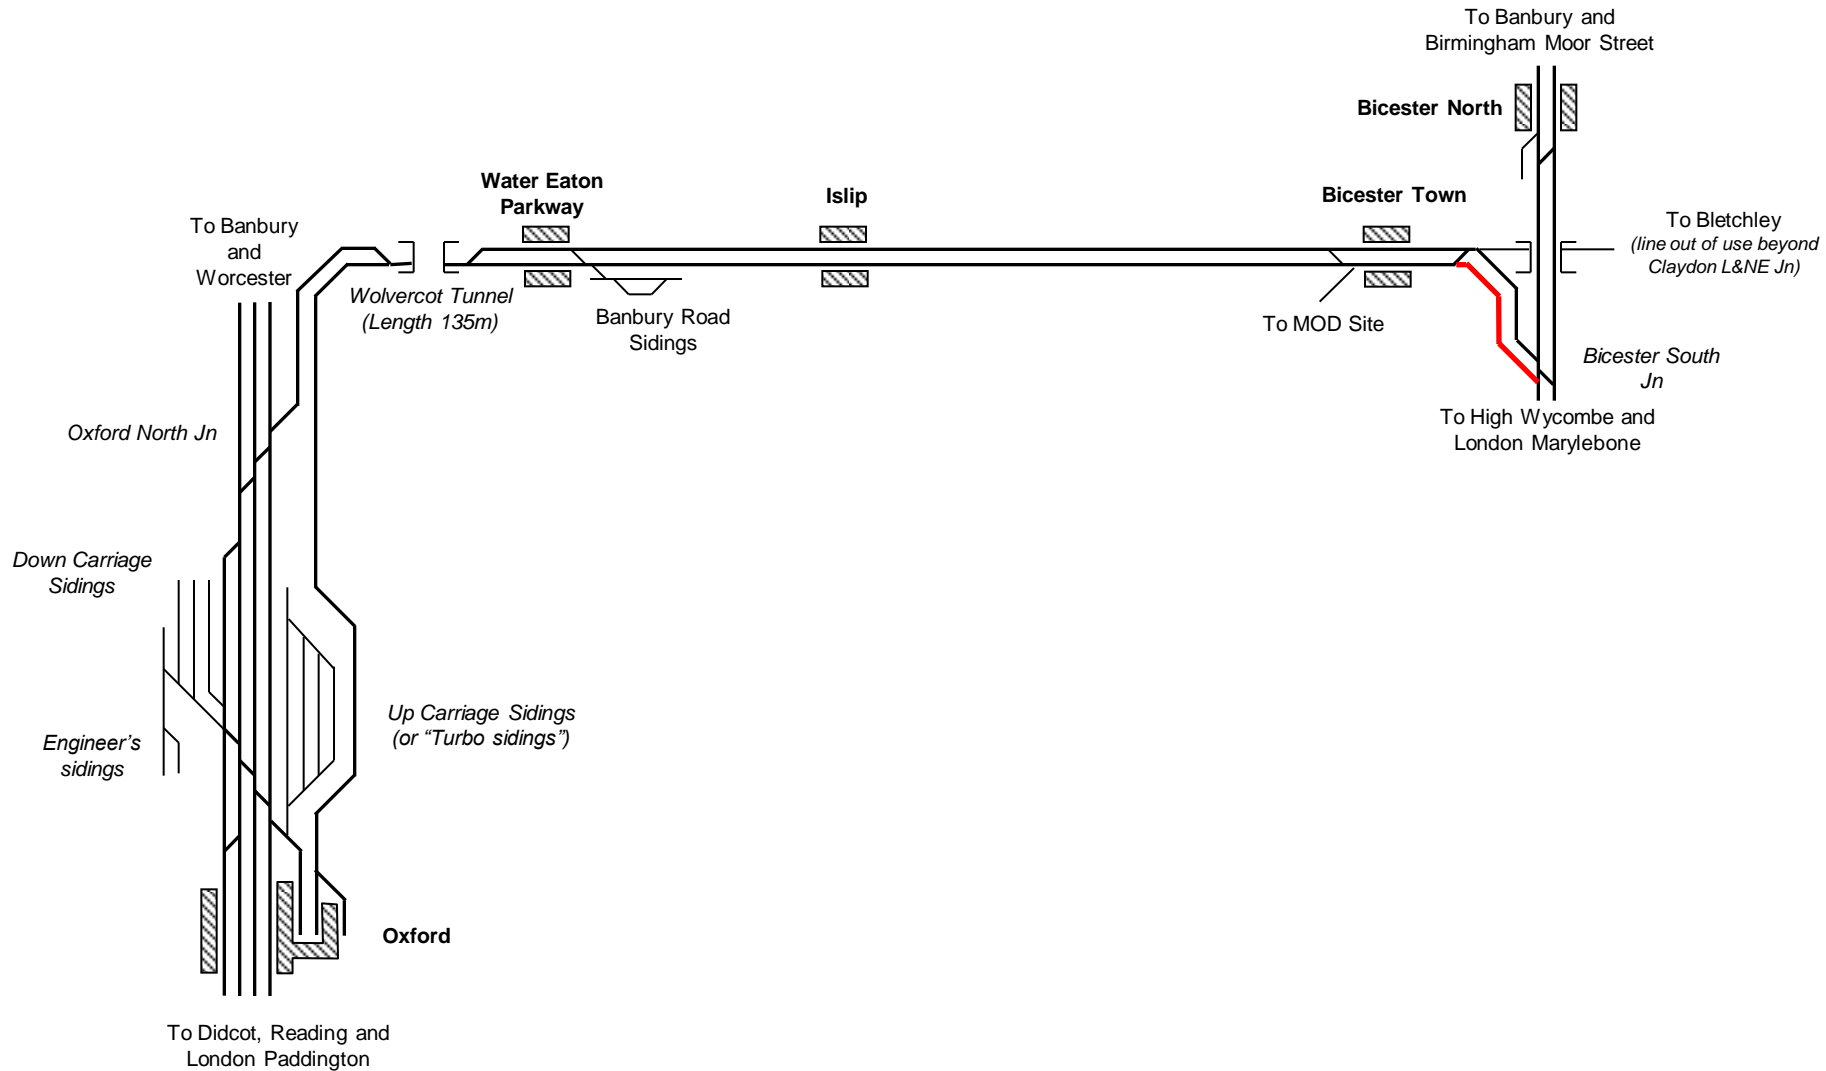 To Banbury and
Birmingham Moor Street
Bicester North
Water Eaton
Parkway
Islip
Bicester Town
To Banbury
and
Worcester
To Bletchley
(line out of use beyond
Claydon L&NE Jn)
Wolvercot Tunnel
(Length 135m)
Banbury Road
Sidings
To MOD Site
Bicester South
Jn
To High Wycombe and
London Marylebone
Oxford North Jn
Down Carriage
Sidings
Up Carriage Sidings
(or “Turbo sidings”)
Engineer’s
sidings
Oxford
To Didcot, Reading and
London Paddington